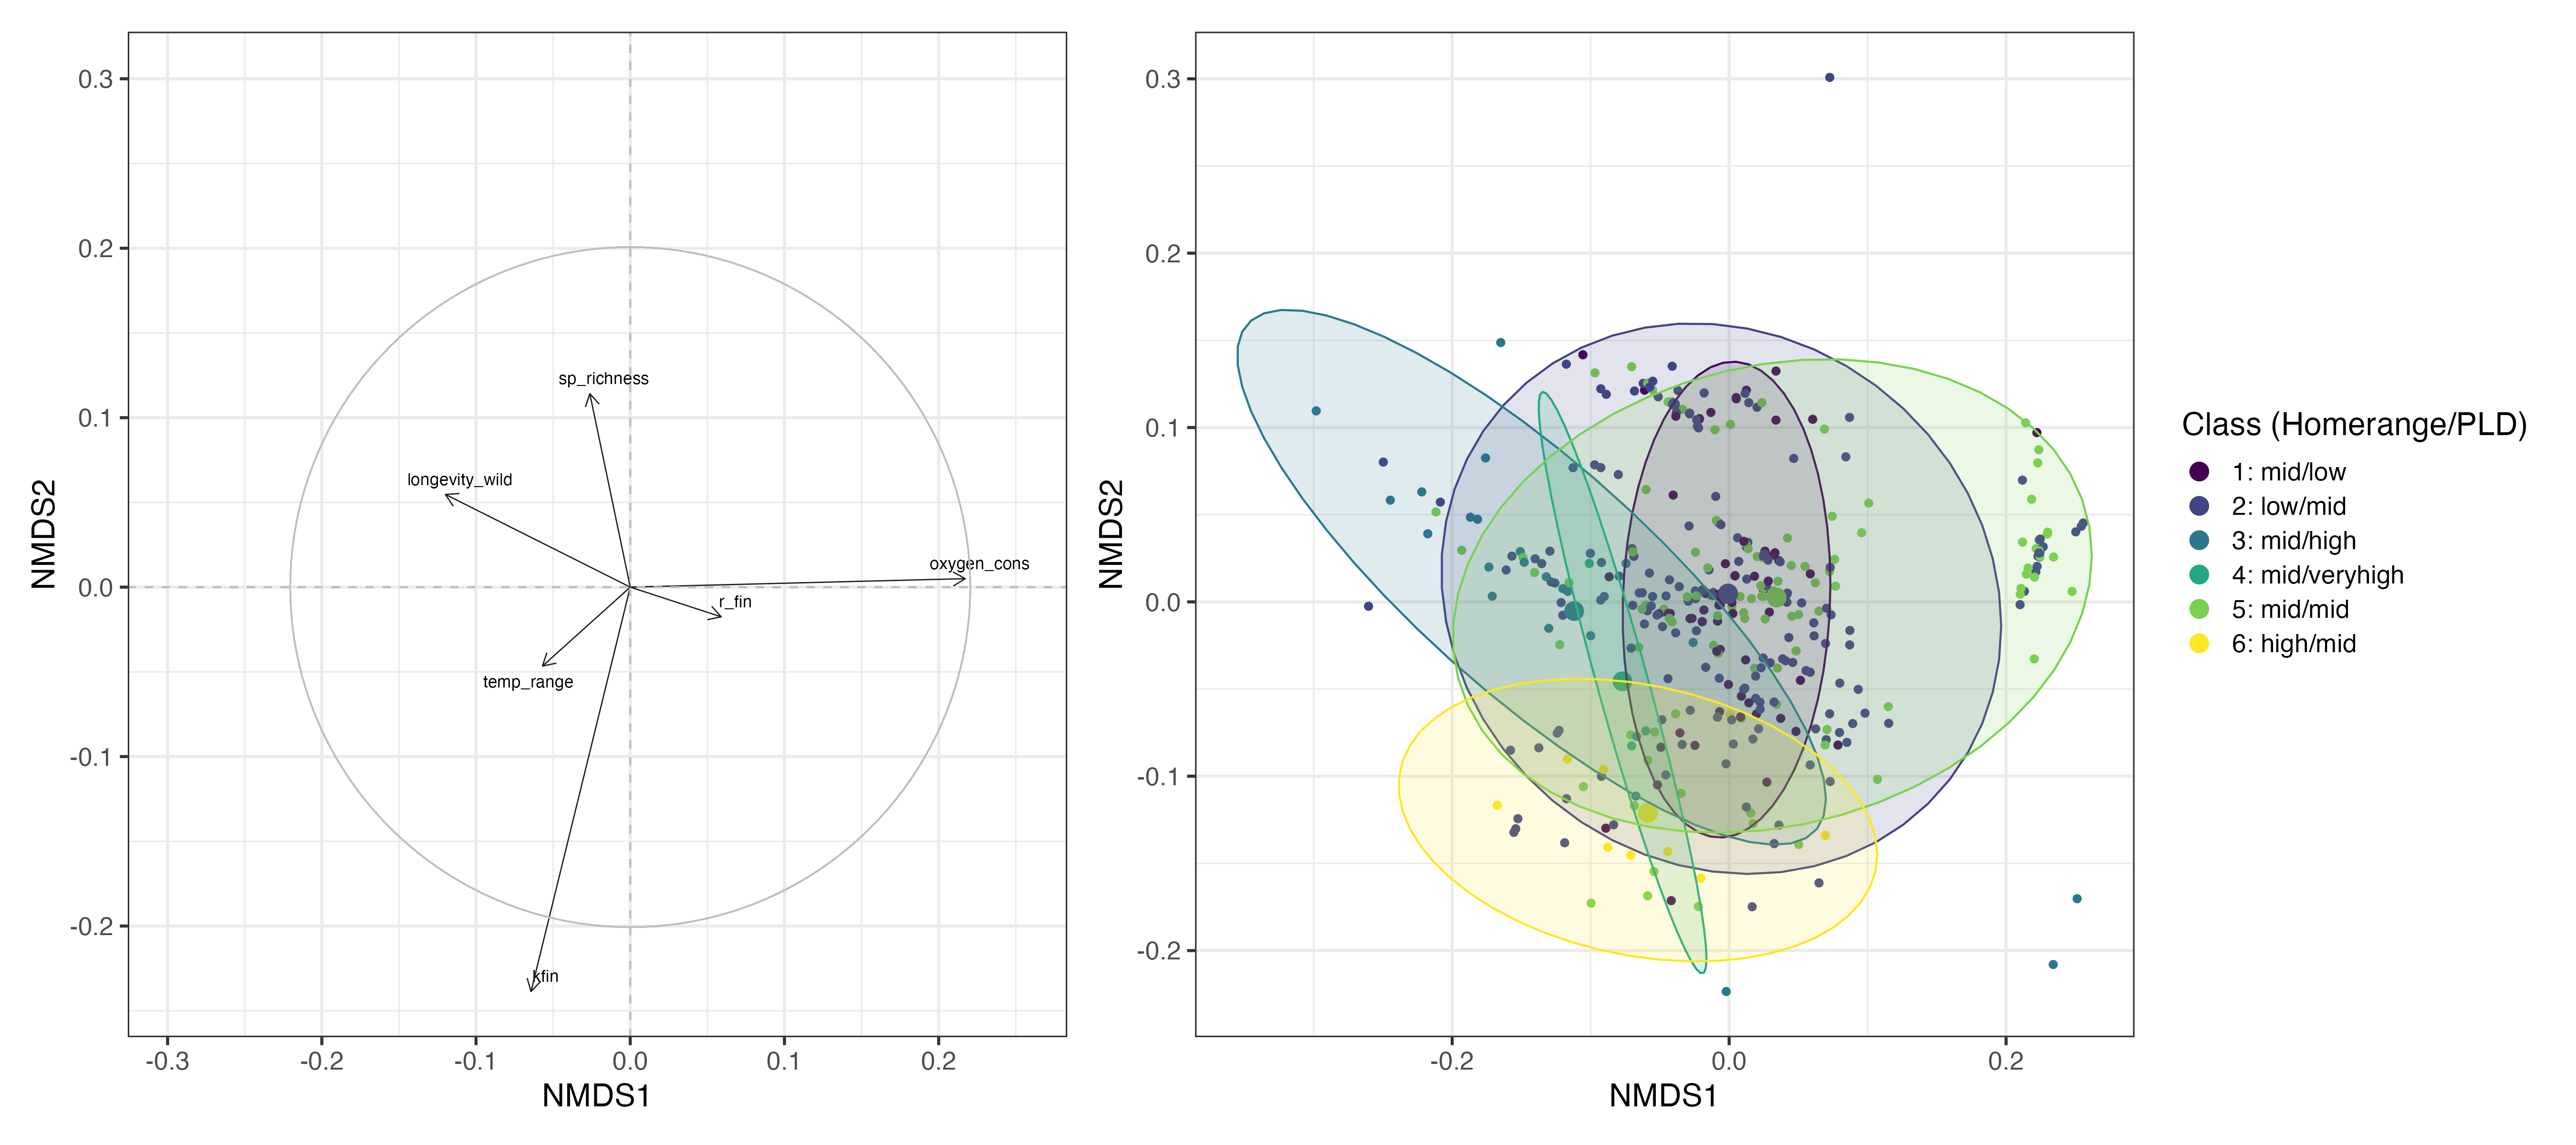 0.3
0.2
0.1
0.0
-0.1
-0.2
NMDS2
sp_richness
longevity_wild
oxygen_cons
r_fin
temp_range
kfin
-0.3
-0.2
-0.1
0.0
0.1
0.2
NMDS1
0.3
0.2
0.1
0.0
-0.1
-0.2
NMDS2
-0.2
0.0
0.2
NMDS1
Class (Homerange/PLD)
1: mid/low
2: low/mid
3: mid/high
4: mid/veryhigh
5: mid/mid
6: high/mid